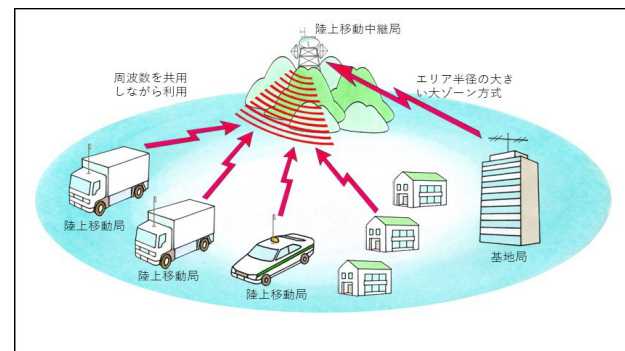 陸上移動中継局
周波数を共用
しながら利用
エリア半径の大き
い大ゾーン方式
陸上移動局
陸上移動局
陸上移動局
基地局